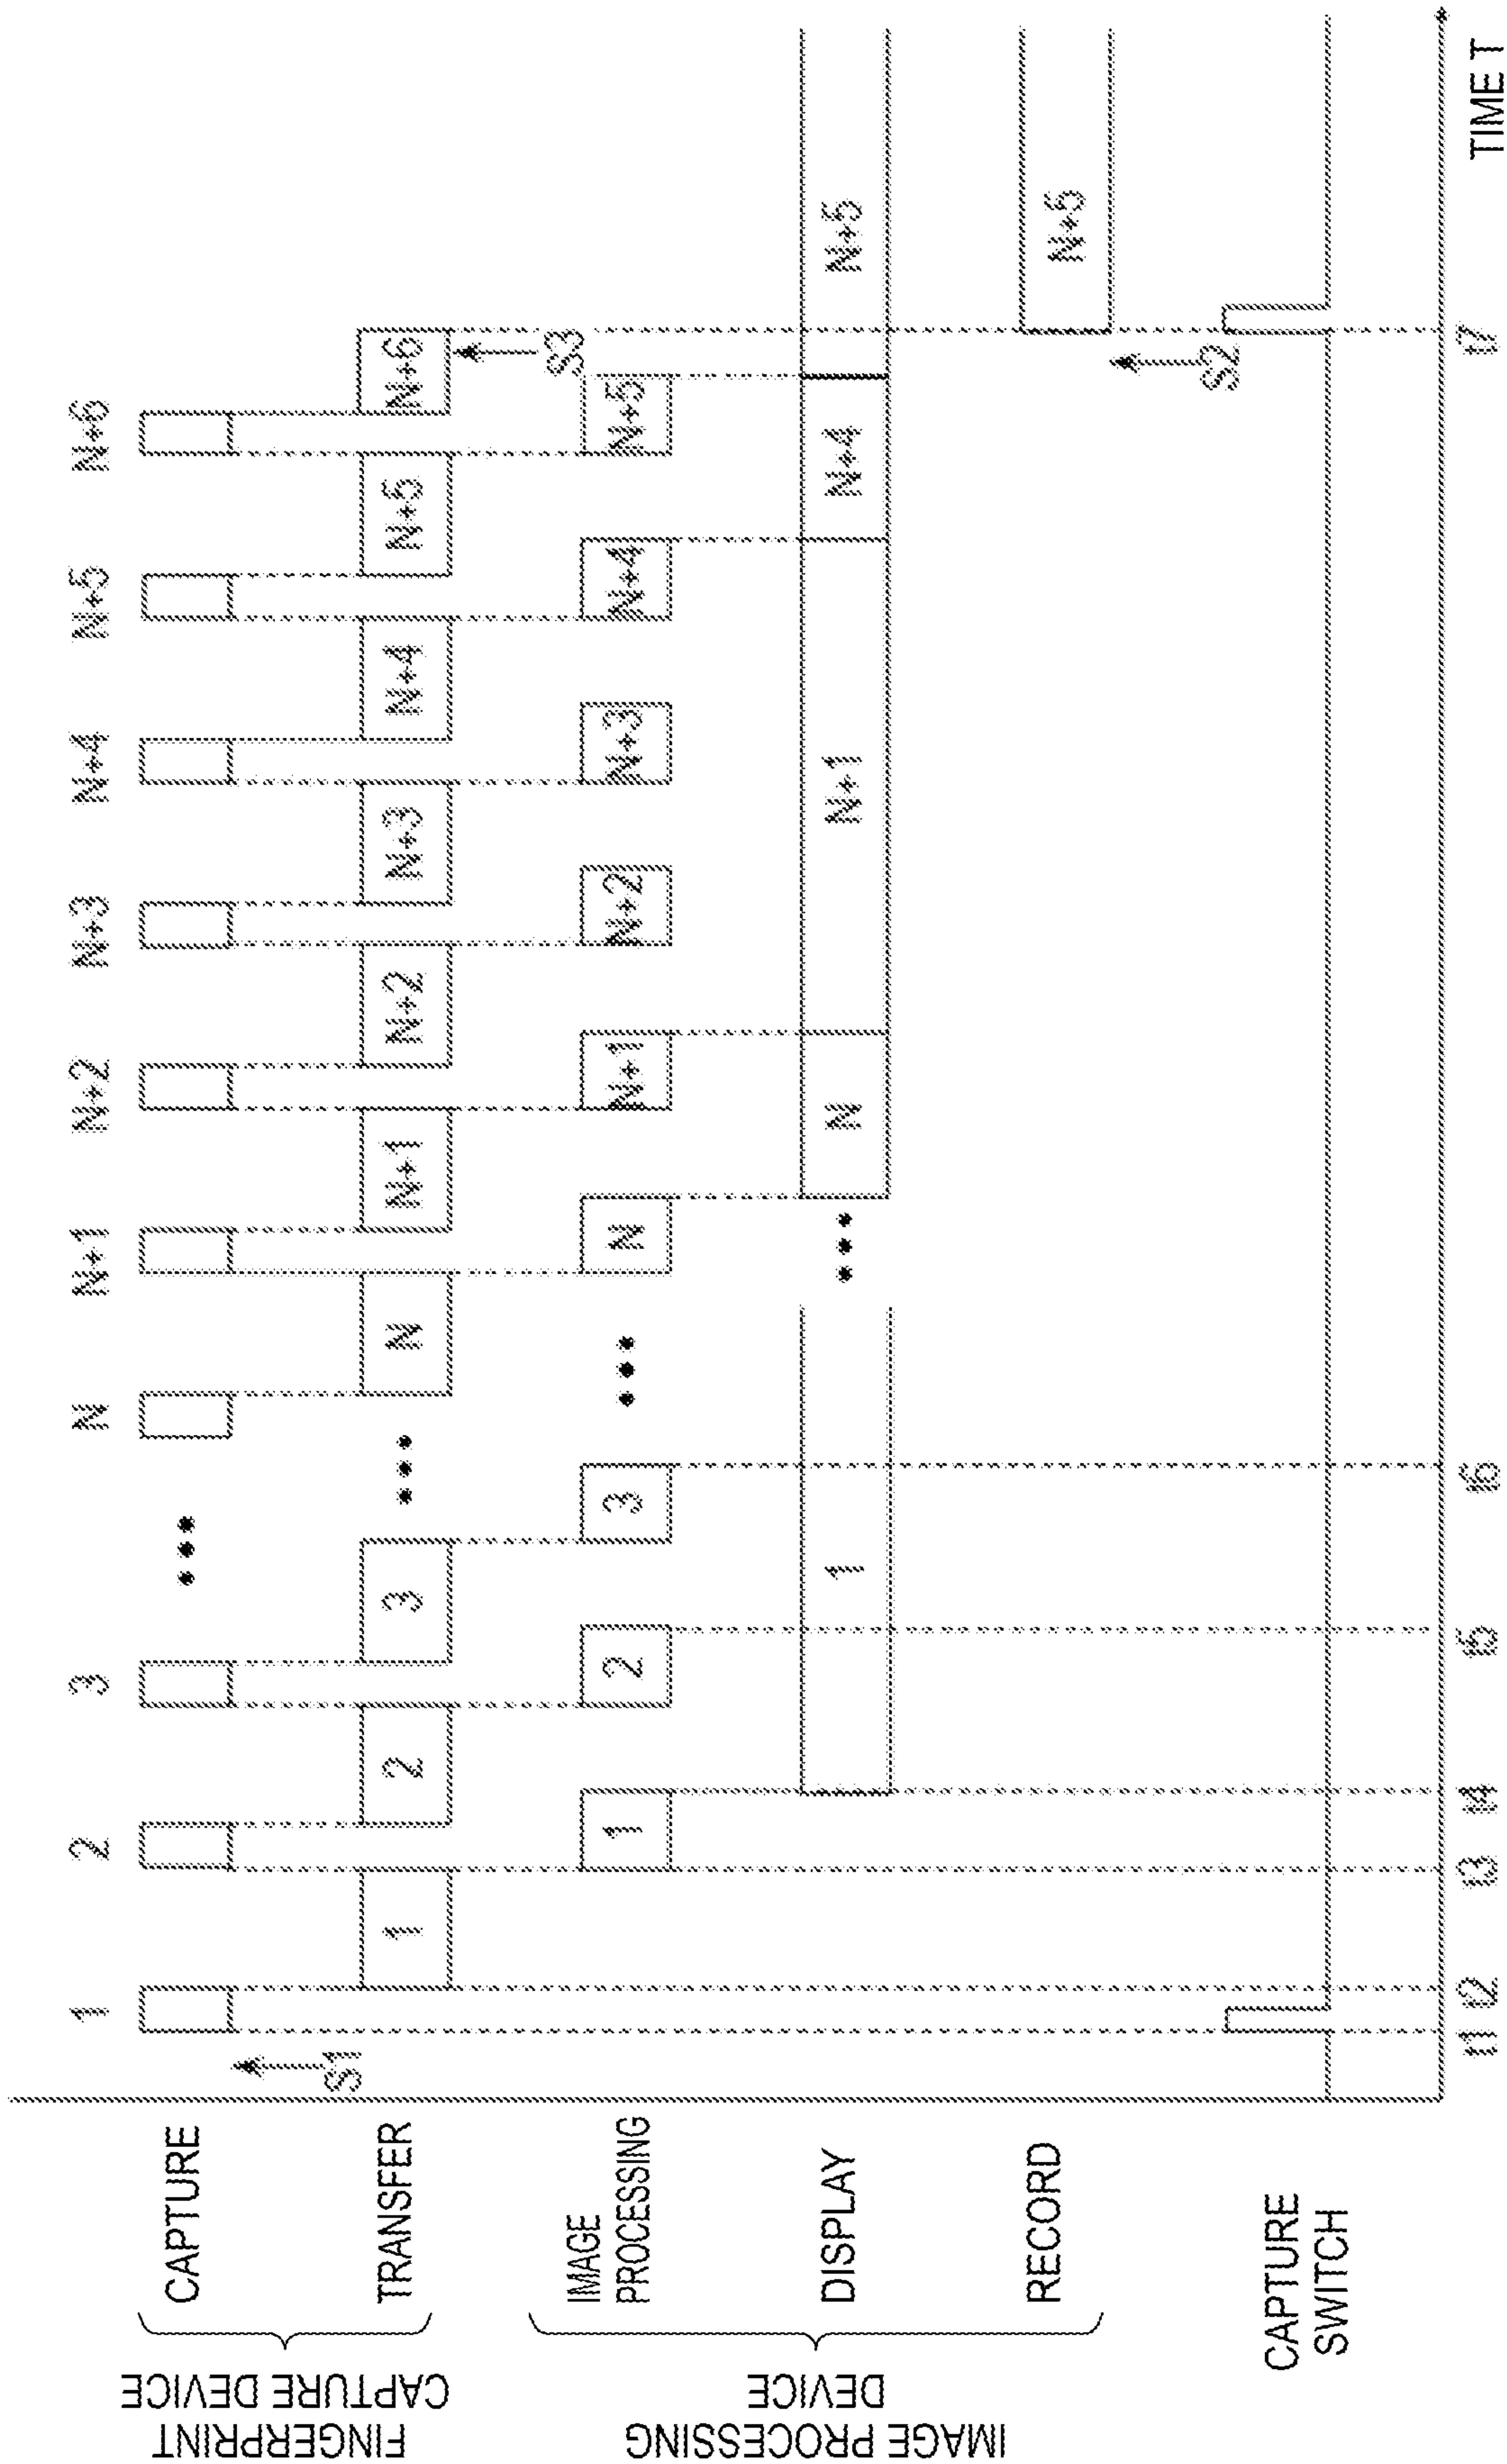 1
2
3
•••
N
N+1
N+2
N+3
N+4
N+5
N+6
FINGERPRINT
CAPTURE DEVICE
CAPTURE
S1
TRANSFER
1
2
3
•••
N
N+1
N+2
N+3
N+4
N+5
N+6
S3
IMAGE PROCESSING
DEVICE
IMAGE
PROCESSING
1
2
3
•••
N
N+1
N+2
N+3
N+4
N+5
DISPLAY
1
•••
N
N+1
N+4
N+5
RECORD
N+5
S2
CAPTURE
SWITCH
t1
t2
t3
t4
t5
t6
t7
TIME T